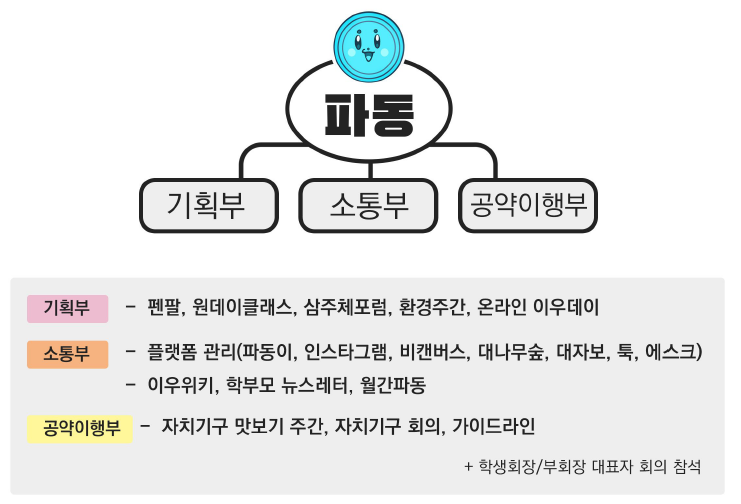 파동
기획부 소통부 공약이행부
기획부 – 펜팔, 원데이클래스, 삼주체포럼, 환경주간, 온라인 이우데이
소통부 – 플랫폼 관리(파동이, 인스타그램, 비캔버스, 대나무숲, 대자보, 툭, 에스크)
– 이우위키, 학부모 뉴스레터, 월간파동
공약이행부 – 자치기구 맛보기 주간, 자치기구 회의, 가이드라인
+ 학생회장/부회장 대표자 회의 참석